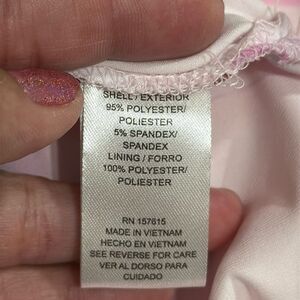 SHELL / EXTERIOR
95% POLYESTER/
POLIESTER
5% SPANDEX/
SPANDEX
LINING / FORRO
100% POLYESTER/
POLIESTER
RN 157615
MADE IN VIETNAM
HECHO EN VIETNAM
SEE REVERSE FOR CARE
VER AL DORSO PARA
CUIDADO